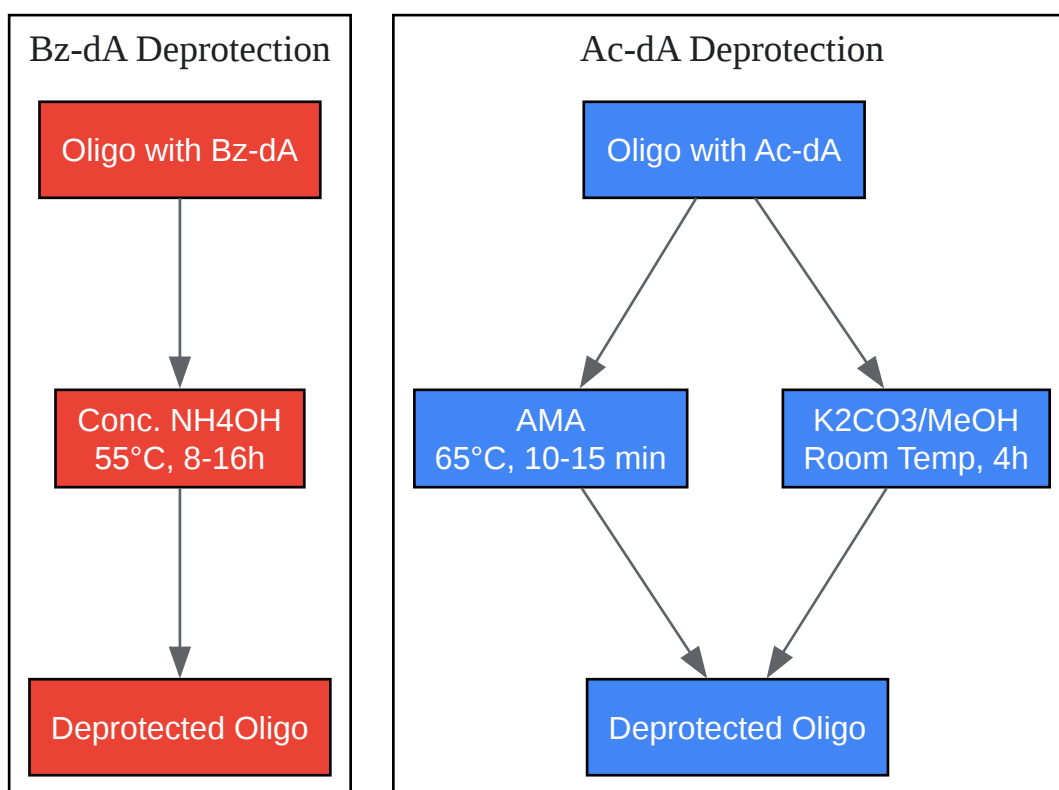 Bz-dA Deprotection
Oligo with Bz-dA
Conc. NH4OH
55°C, 8-16h
Deprotected Oligo
Ac-dA Deprotection
Oligo with Ac-dA
AMA
65°C, 10-15 min
K2CO3/MeOH
Room Temp, 4h
Deprotected Oligo